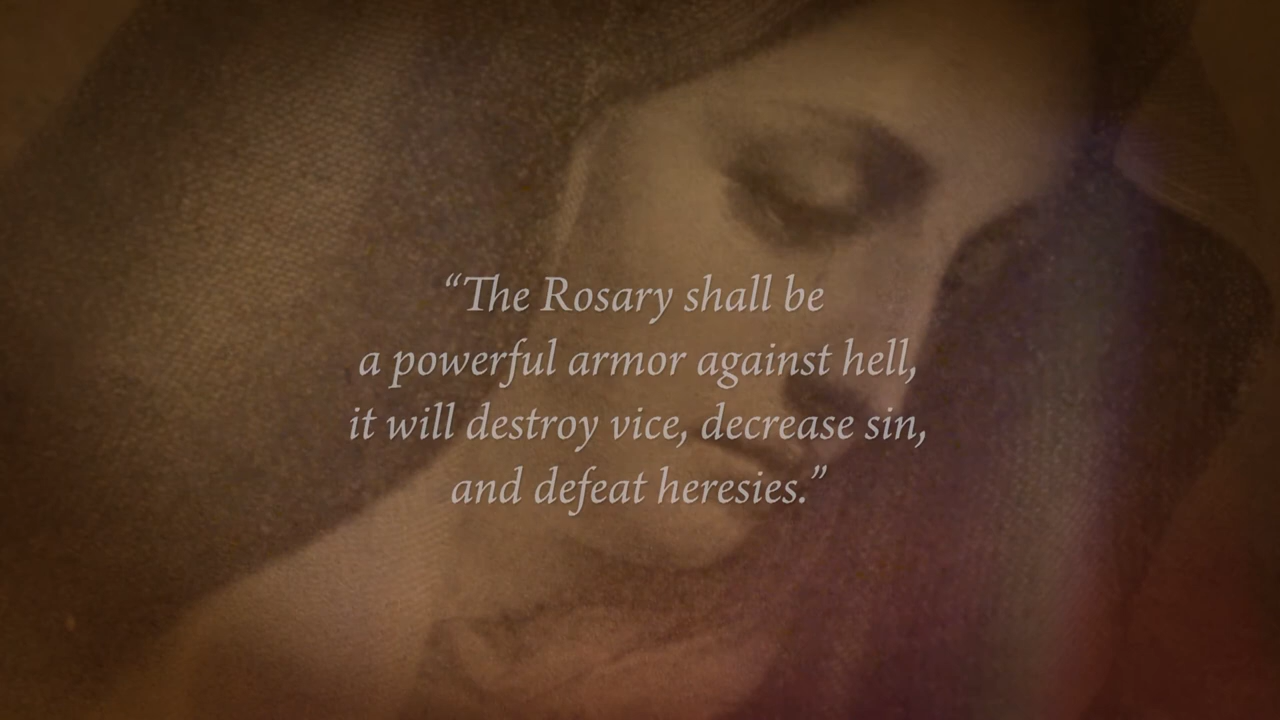 “The Rosary shall be
a powerful armor against hell,
it will destroy vice, decrease sin,
and defeat heresies.”